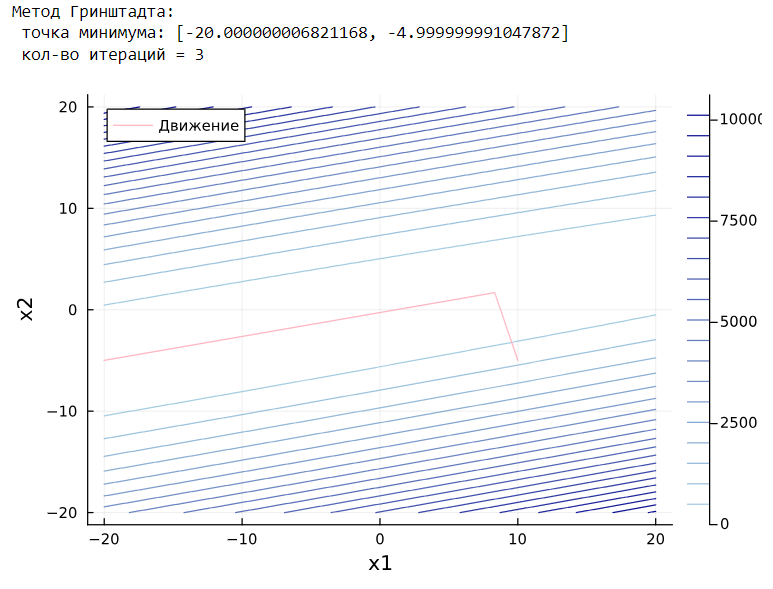 Метод Гринштадта:
точка минимума: [-20.000000006821168, -4.999999991047872]
кол-во итераций = 3
Движение
20
10
0
−10
−20
x2
−20
−10
0
10
20
x1
10000
7500
5000
2500
0